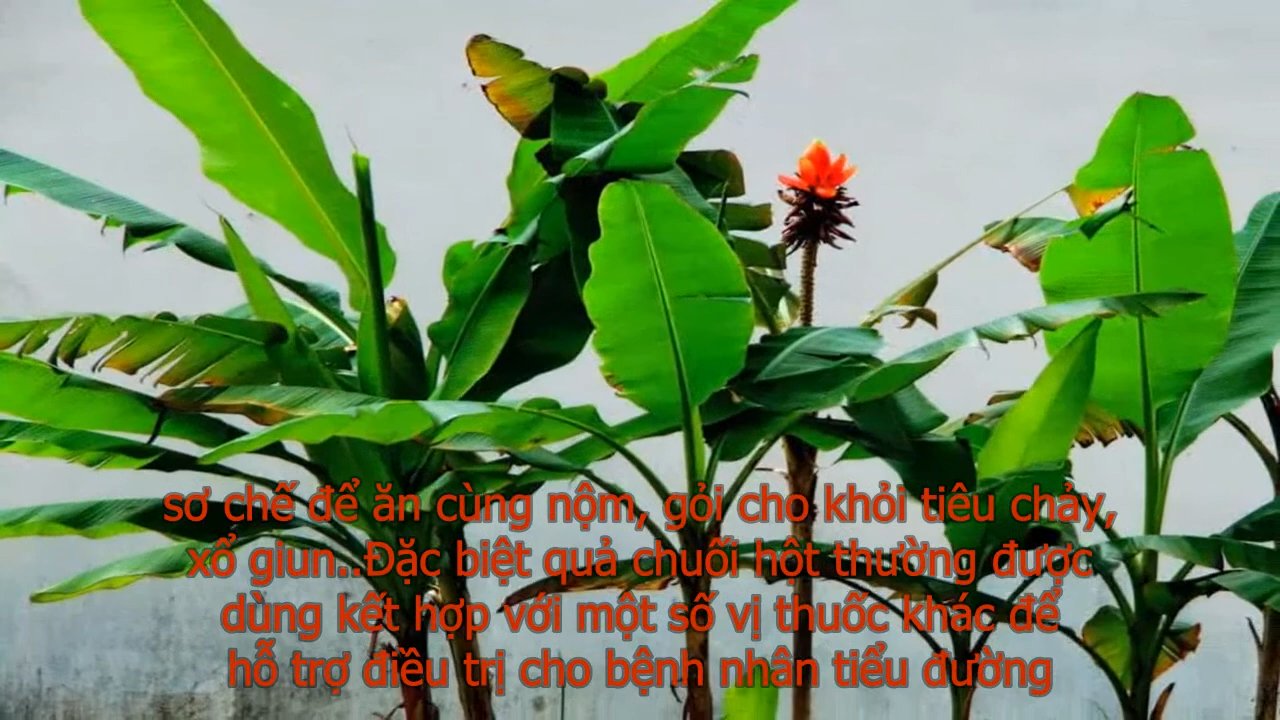 sơ chế để ăn cùng nộm, gỏi cho khỏi tiêu chảy,
xổ giun..Đặc biệt quả chuối hột thường được
dùng kết hợp với một số vị thuốc khác để
hỗ trợ điều trị cho bệnh nhân tiểu đường